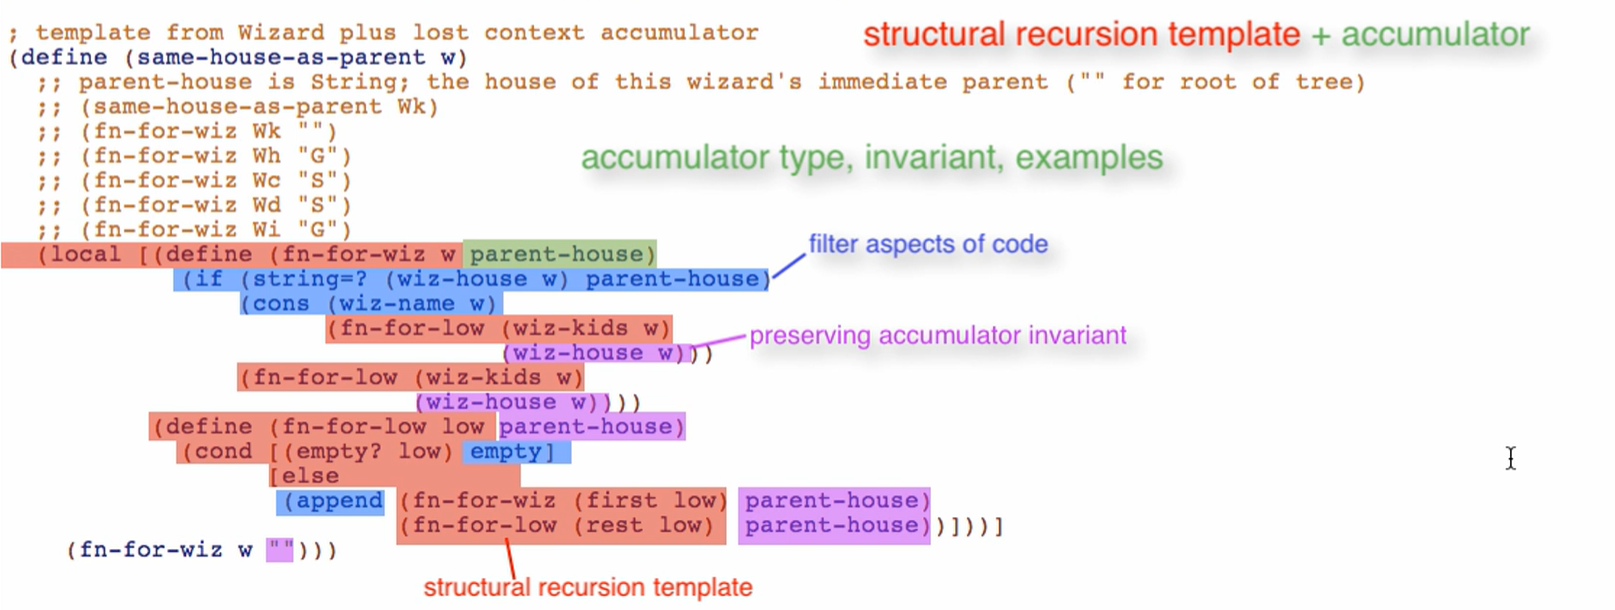 ; template from Wizard plus lost context accumulator
structural recursion template + accumulator
(define (same-house-as-parent w)
;; parent-house is String; the house of this wizard's immediate parent ("" for root of tree)
;; (same-house-as-parent Wk)
;; (fn-for-wiz Wk "")
;; (fn-for-wiz Wh "G")
accumulator type, invariant, examples
;; (fn-for-wiz Wc "S")
;; (fn-for-wiz Wd "S")
;; (fn-for-wiz Wi "G")
(local [(define (fn-for-wiz w parent-house)
filter aspects of code
(if (string=? (wiz-house w) parent-house)
(cons (wiz-name w)
(fn-for-low (wiz-kids w)
preserving accumulator invariant
(wiz-house w)))
(fn-for-low (wiz-kids w)
(wiz-house w))))
(define (fn-for-low low parent-house)
(cond [(empty? low) empty]
[else
(append (fn-for-wiz (first low) parent-house)
(fn-for-low (rest low) parent-house))]))]
(fn-for-wiz w "")))
structural recursion template